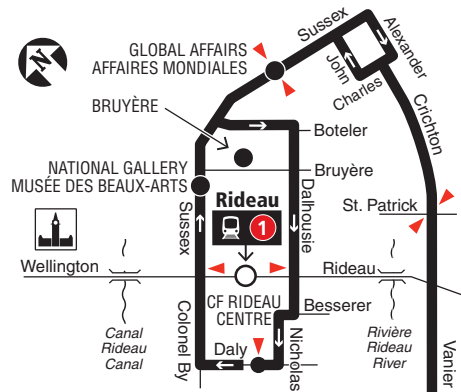 Sussex
Alexander
N
GLOBAL AFFAIRES
AFFAIRES MONDIALES
John
Charles
Crichton
BRUYÈRE
Boteler
NATIONAL GALLERY
MUSÉE DES BEAUX-ARTS
Bruyère
Rideau
1
Dalhousie
St. Patrick
Sussex
Wellington
Rideau
CF RIDEAU
CENTRE
Besserer
Canal
Rideau
Canal
Colonel By
Daly
Nicholas
Rivière
Rideau
River
Vanier